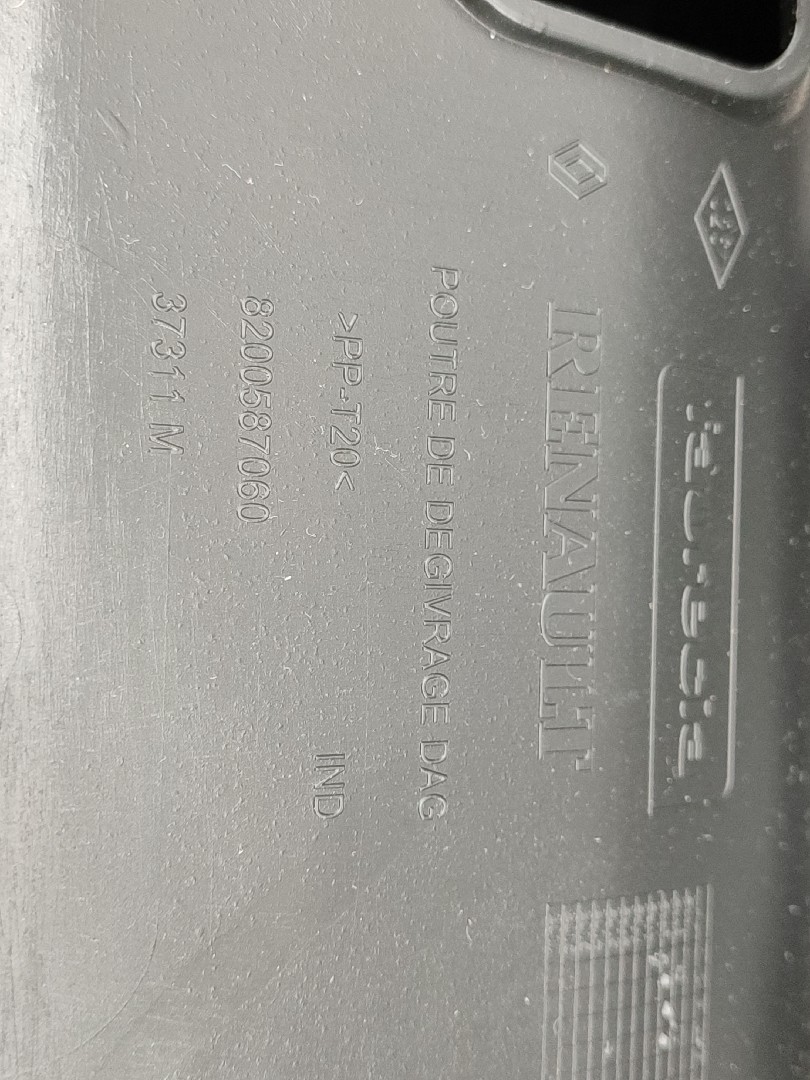 RENAULT
POUTRE DE DEGIVRAGE DAG
>PP-T20< IND
8200587060
37311 M